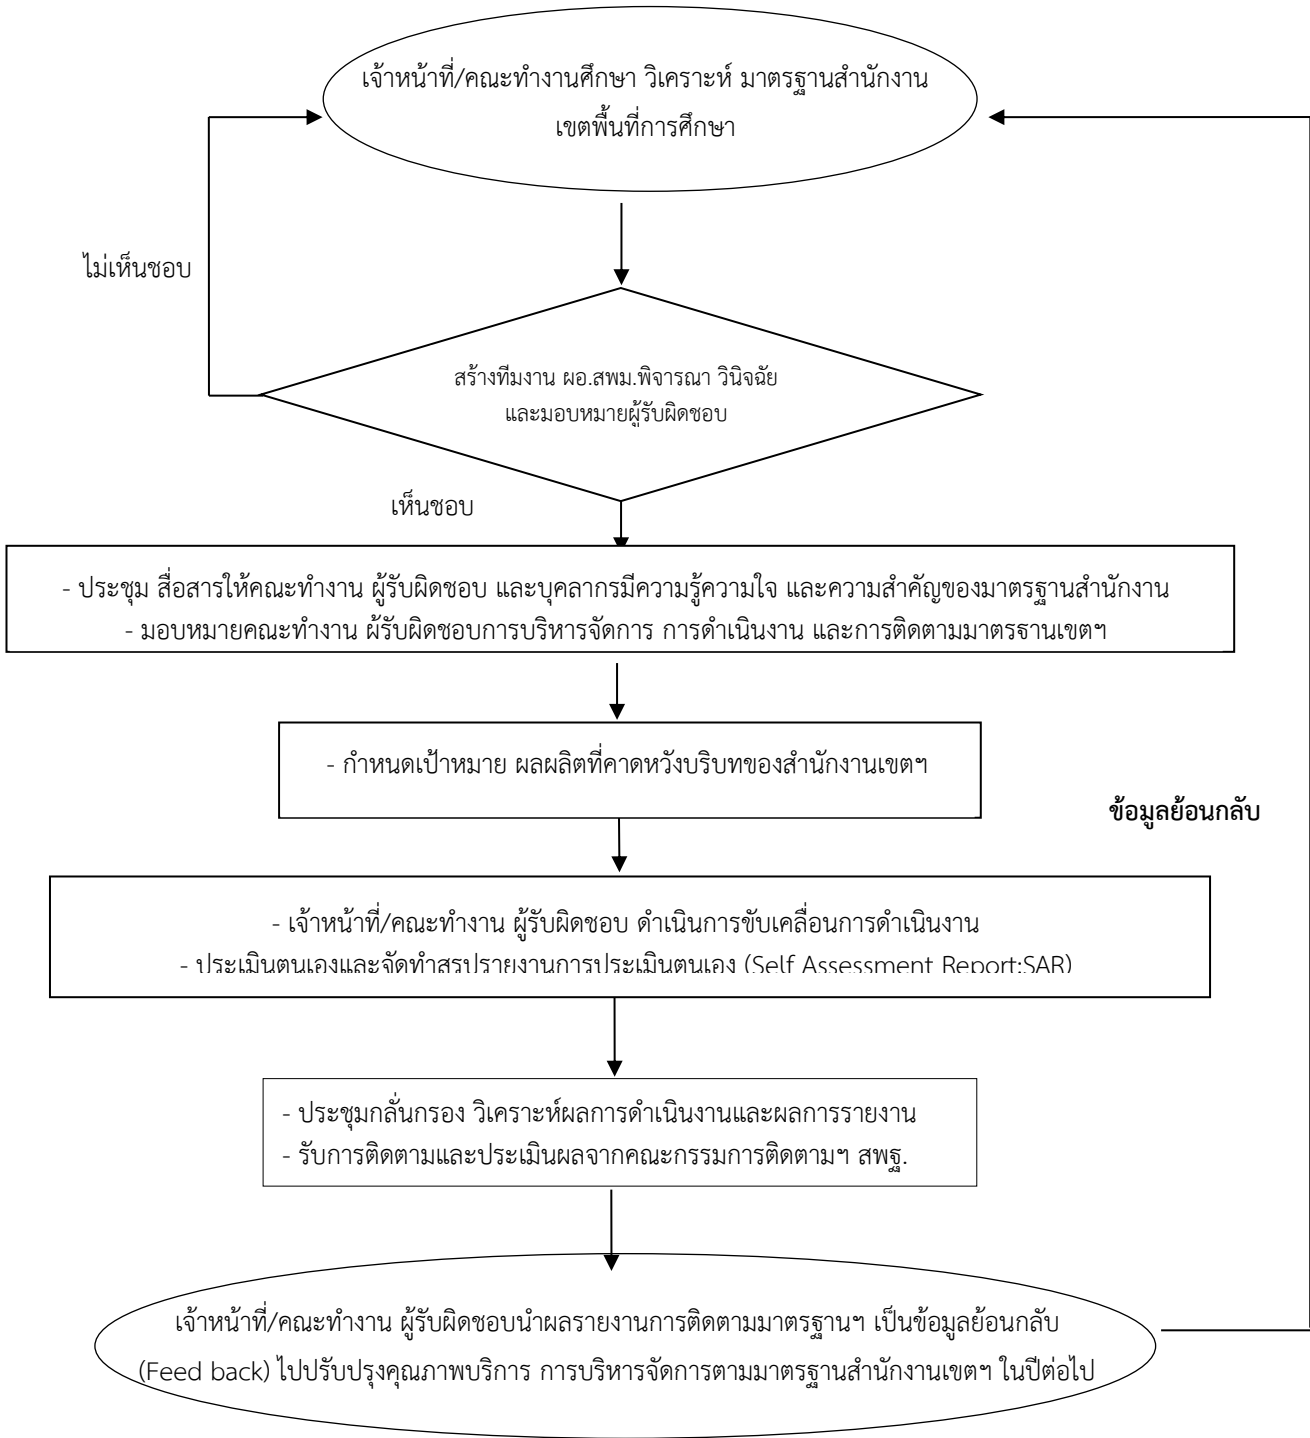 เจ้าหน้าที่/คณะทำงานศึกษา วิเคราะห์ มาตรฐานสำนักงาน
เขตพื้นที่การศึกษา
ไม่เห็นชอบ
สร้างทีมงาน ผอ.สพม.พิจารณา วินิจฉัย
และมอบหมายผู้รับผิดชอบ
เห็นชอบ
- ประชุม สื่อสารให้คณะทำงาน ผู้รับผิดชอบ และบุคลากรมีความรู้ความใจ และความสำคัญของมาตรฐานสำนักงาน
- มอบหมายคณะทำงาน ผู้รับผิดชอบการบริหารจัดการ การดำเนินงาน และการติดตามมาตรฐานเขตฯ
- กำหนดเป้าหมาย ผลผลิตที่คาดหวังบริบทของสำนักงานเขตฯ
ข้อมูลย้อนกลับ
- เจ้าหน้าที่/คณะทำงาน ผู้รับผิดชอบ ดำเนินการขับเคลื่อนการดำเนินงาน
- ประเมินตนเองและจัดทำสรุปรายงานการประเมินตนเอง (Self Assessment Report:SAR)
- ประชุมกลั่นกรอง วิเคราะห์ผลการดำเนินงานและผลการรายงาน
- รับการติดตามและประเมินผลจากคณะกรรมการติดตามฯ สพฐ.
เจ้าหน้าที่/คณะทำงาน ผู้รับผิดชอบนำผลรายงานการติดตามมาตรฐานฯ เป็นข้อมูลย้อนกลับ
(Feed back) ไปปรับปรุงคุณภาพบริการ การบริหารจัดการตามมาตรฐานสำนักงานเขตฯ ในปีต่อไป